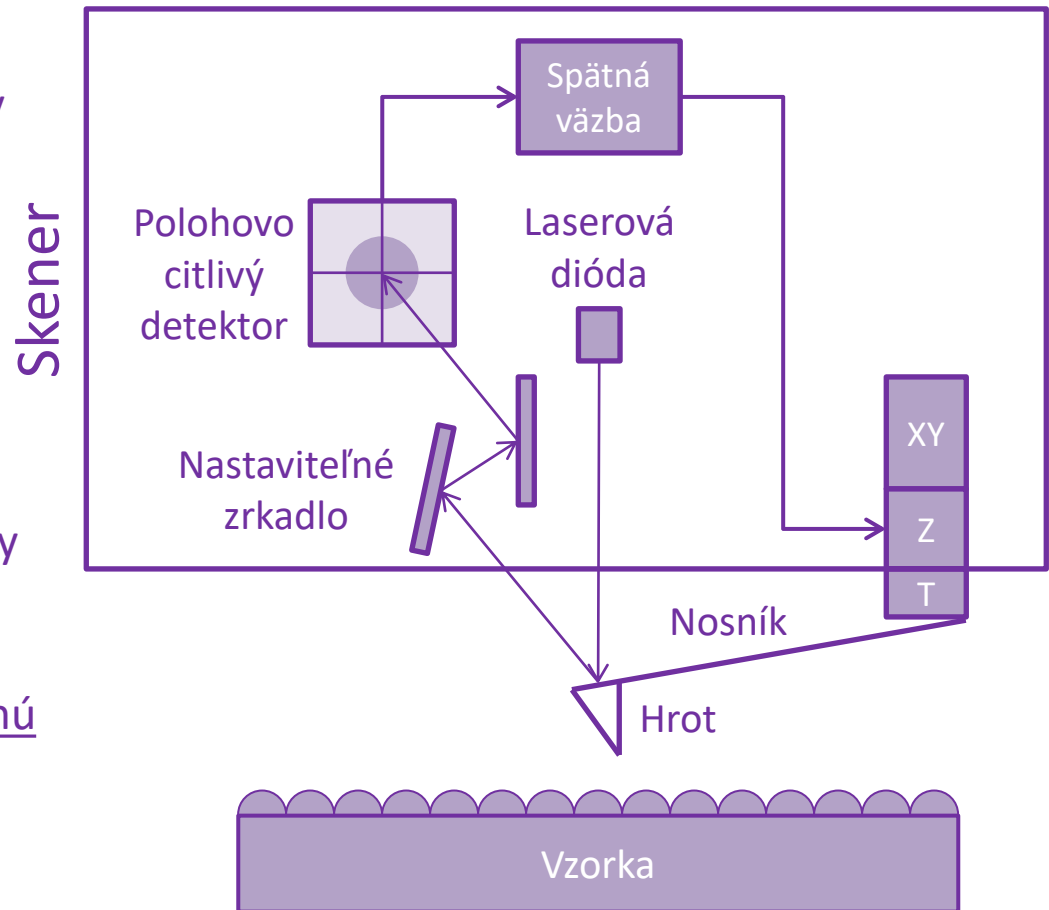 Skener
Spätná
väzba
Polohovo
citlivý
detektor
Laserová
dióda
Nastaviteľné
zrkadlo
XY
Z
T
Nosník
Hrot
Vzorka